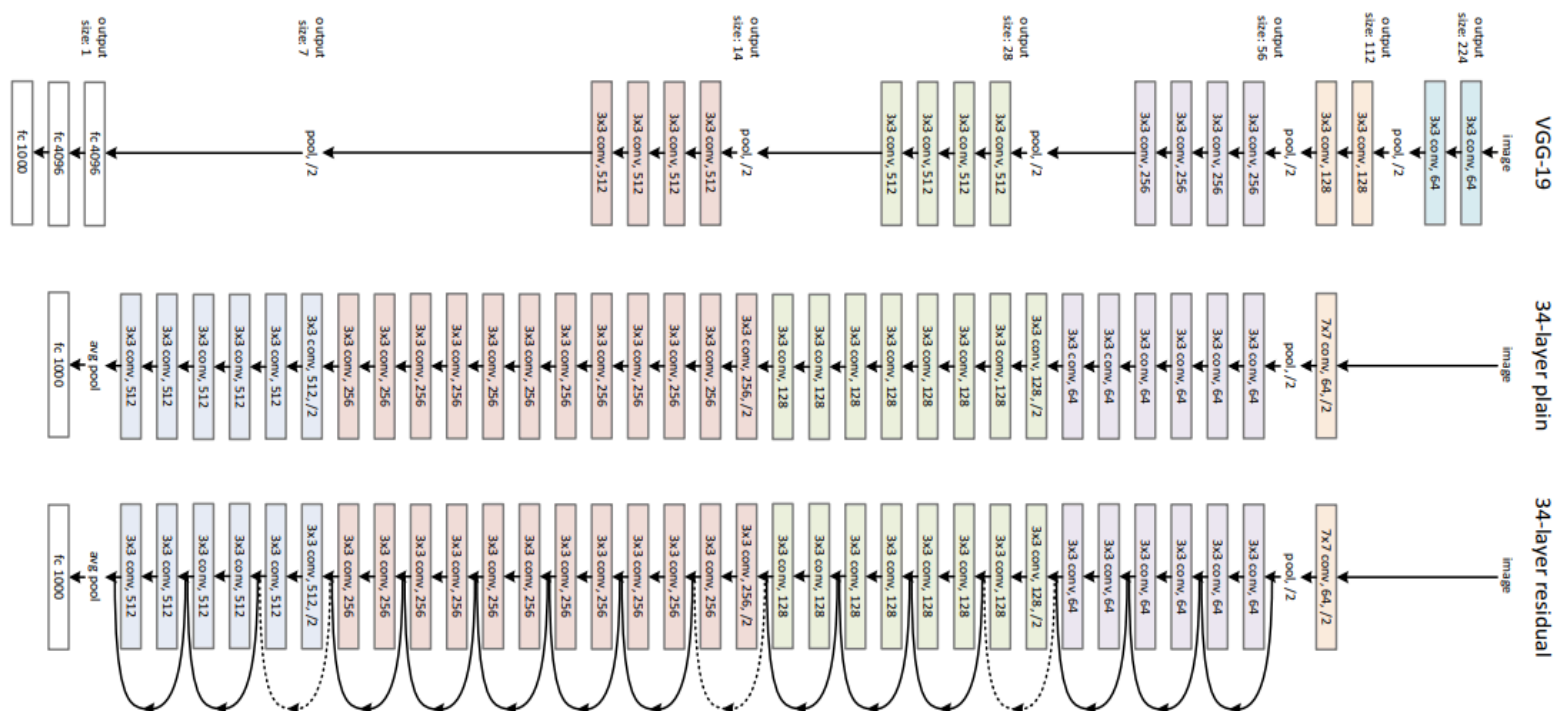 output
size: 224
output
size: 112
output
size: 56
output
size: 28
output
size: 14
output
size: 7
output
size: 1
VGG-19
image
3x3 conv, 64
3x3 conv, 64
pool, /2
3x3 conv, 128
3x3 conv, 128
pool, /2
3x3 conv, 256
3x3 conv, 256
3x3 conv, 256
3x3 conv, 256
pool, /2
3x3 conv, 512
3x3 conv, 512
3x3 conv, 512
3x3 conv, 512
pool, /2
3x3 conv, 512
3x3 conv, 512
3x3 conv, 512
3x3 conv, 512
pool, /2
fc 4096
fc 4096
fc 1000
34-layer plain
image
7x7 conv, 64, /2
pool, /2
3x3 conv, 64
3x3 conv, 64
3x3 conv, 64
3x3 conv, 64
3x3 conv, 64
3x3 conv, 64
3x3 conv, 128, /2
3x3 conv, 128
3x3 conv, 128
3x3 conv, 128
3x3 conv, 128
3x3 conv, 128
3x3 conv, 128
3x3 conv, 128
3x3 conv, 256, /2
3x3 conv, 256
3x3 conv, 256
3x3 conv, 256
3x3 conv, 256
3x3 conv, 256
3x3 conv, 256
3x3 conv, 256
3x3 conv, 256
3x3 conv, 256
3x3 conv, 256
3x3 conv, 256
3x3 conv, 512, /2
3x3 conv, 512
3x3 conv, 512
3x3 conv, 512
3x3 conv, 512
3x3 conv, 512
avg pool
fc 1000
34-layer residual
image
7x7 conv, 64, /2
pool, /2
3x3 conv, 64
3x3 conv, 64
3x3 conv, 64
3x3 conv, 64
3x3 conv, 64
3x3 conv, 64
3x3 conv, 128, /2
3x3 conv, 128
3x3 conv, 128
3x3 conv, 128
3x3 conv, 128
3x3 conv, 128
3x3 conv, 128
3x3 conv, 128
3x3 conv, 256, /2
3x3 conv, 256
3x3 conv, 256
3x3 conv, 256
3x3 conv, 256
3x3 conv, 256
3x3 conv, 256
3x3 conv, 256
3x3 conv, 256
3x3 conv, 256
3x3 conv, 256
3x3 conv, 256
3x3 conv, 512, /2
3x3 conv, 512
3x3 conv, 512
3x3 conv, 512
3x3 conv, 512
3x3 conv, 512
avg pool
fc 1000